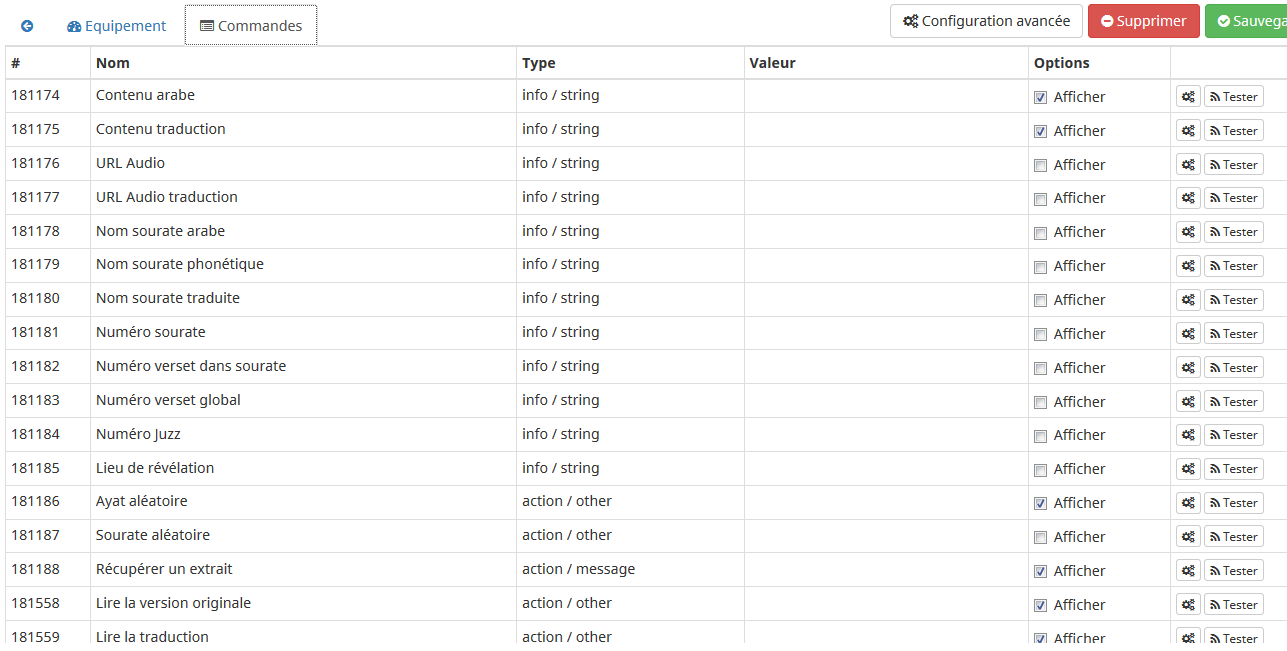 Equipement Commandes Configuration avancée Supprimer Sauvega
# Nom Type Valeur Options
181174 Contenu arabe info / string Afficher Tester
181175 Contenu traduction info / string Afficher Tester
181176 URL Audio info / string Afficher Tester
181177 URL Audio traduction info / string Afficher Tester
181178 Nom sourate arabe info / string Afficher Tester
181179 Nom sourate phonétique info / string Afficher Tester
181180 Nom sourate traduite info / string Afficher Tester
181181 Numéro sourate info / string Afficher Tester
181182 Numéro verset dans sourate info / string Afficher Tester
181183 Numéro verset global info / string Afficher Tester
181184 Numéro Juzz info / string Afficher Tester
181185 Lieu de révélation info / string Afficher Tester
181186 Ayat aléatoire action / other Afficher Tester
181187 Sourate aléatoire action / other Afficher Tester
181188 Récupérer un extrait action / message Afficher Tester
181558 Lire la version originale action / other Afficher Tester
181559 Lire la traduction action / other Afficher Tester